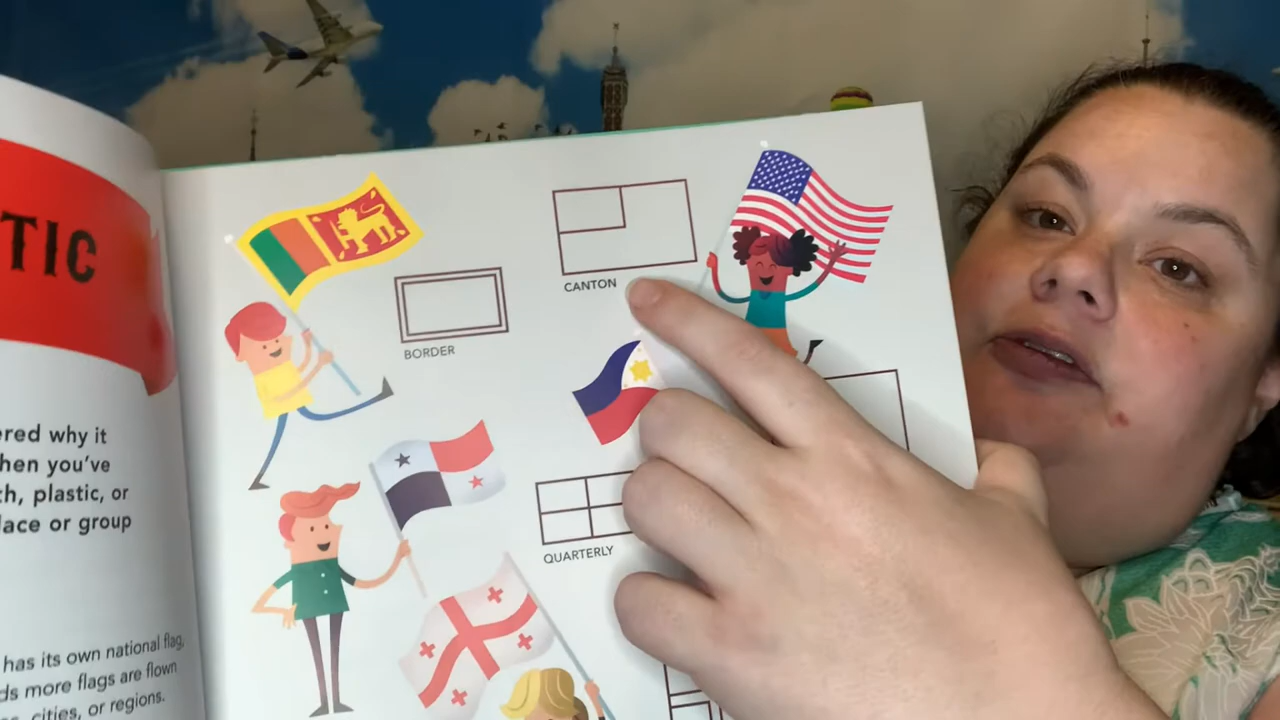 TIC
ered why it
hen you've
th, plastic, or
lace or group
has its own national flag,
ds more flags are flown
cities, or regions.
CANTON
BORDER
QUARTERLY